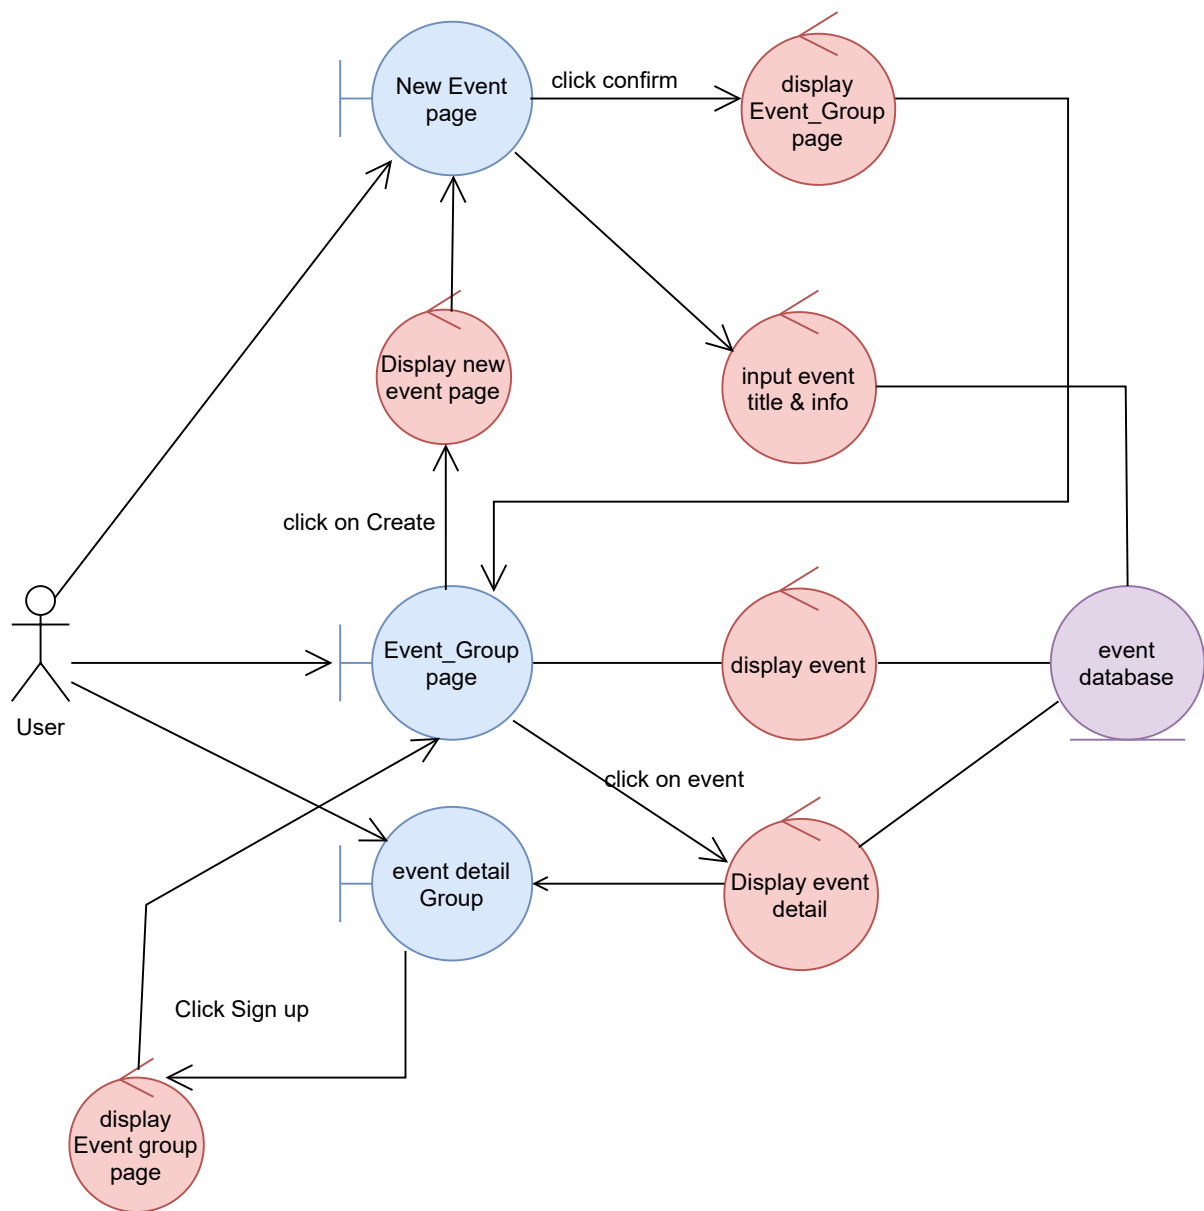 New Event
page
click confirm
display
Event_Group
page
Display new
event page
input event
title & info
click on Create
User
Event_Group
page
display event
event
database
click on event
event detail
Group
Display event
detail
Click Sign up
display
Event group
page